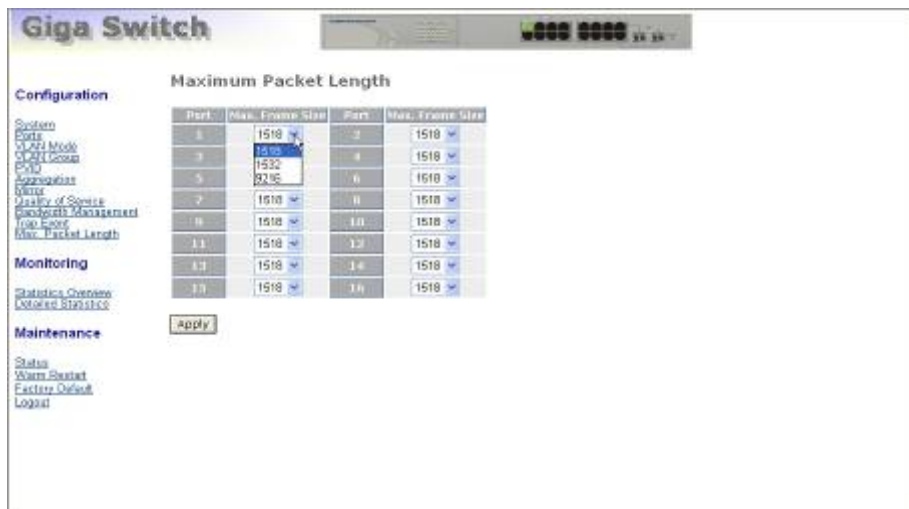 Giga Switch
Maximum Packet Length
Configuration
System
Ports
VLAN Mode
VLAN Group
PVID
Aggregation
Mirror
Quality of Service
Bandwidth Management
Trap Event
Max. Packet Length
Monitoring
Statistics Overview
Detailed Statistics
Maintenance
Status
Warm Restart
Factory Default
Logout
Port Max. Frame Size Port Max. Frame Size
1 1518 2 1518
1518
1532
9216
3 4 1518
5 6 1518
7 1518 8 1518
9 1518 10 1518
11 1518 12 1518
13 1518 14 1518
15 1518 16 1518
Apply